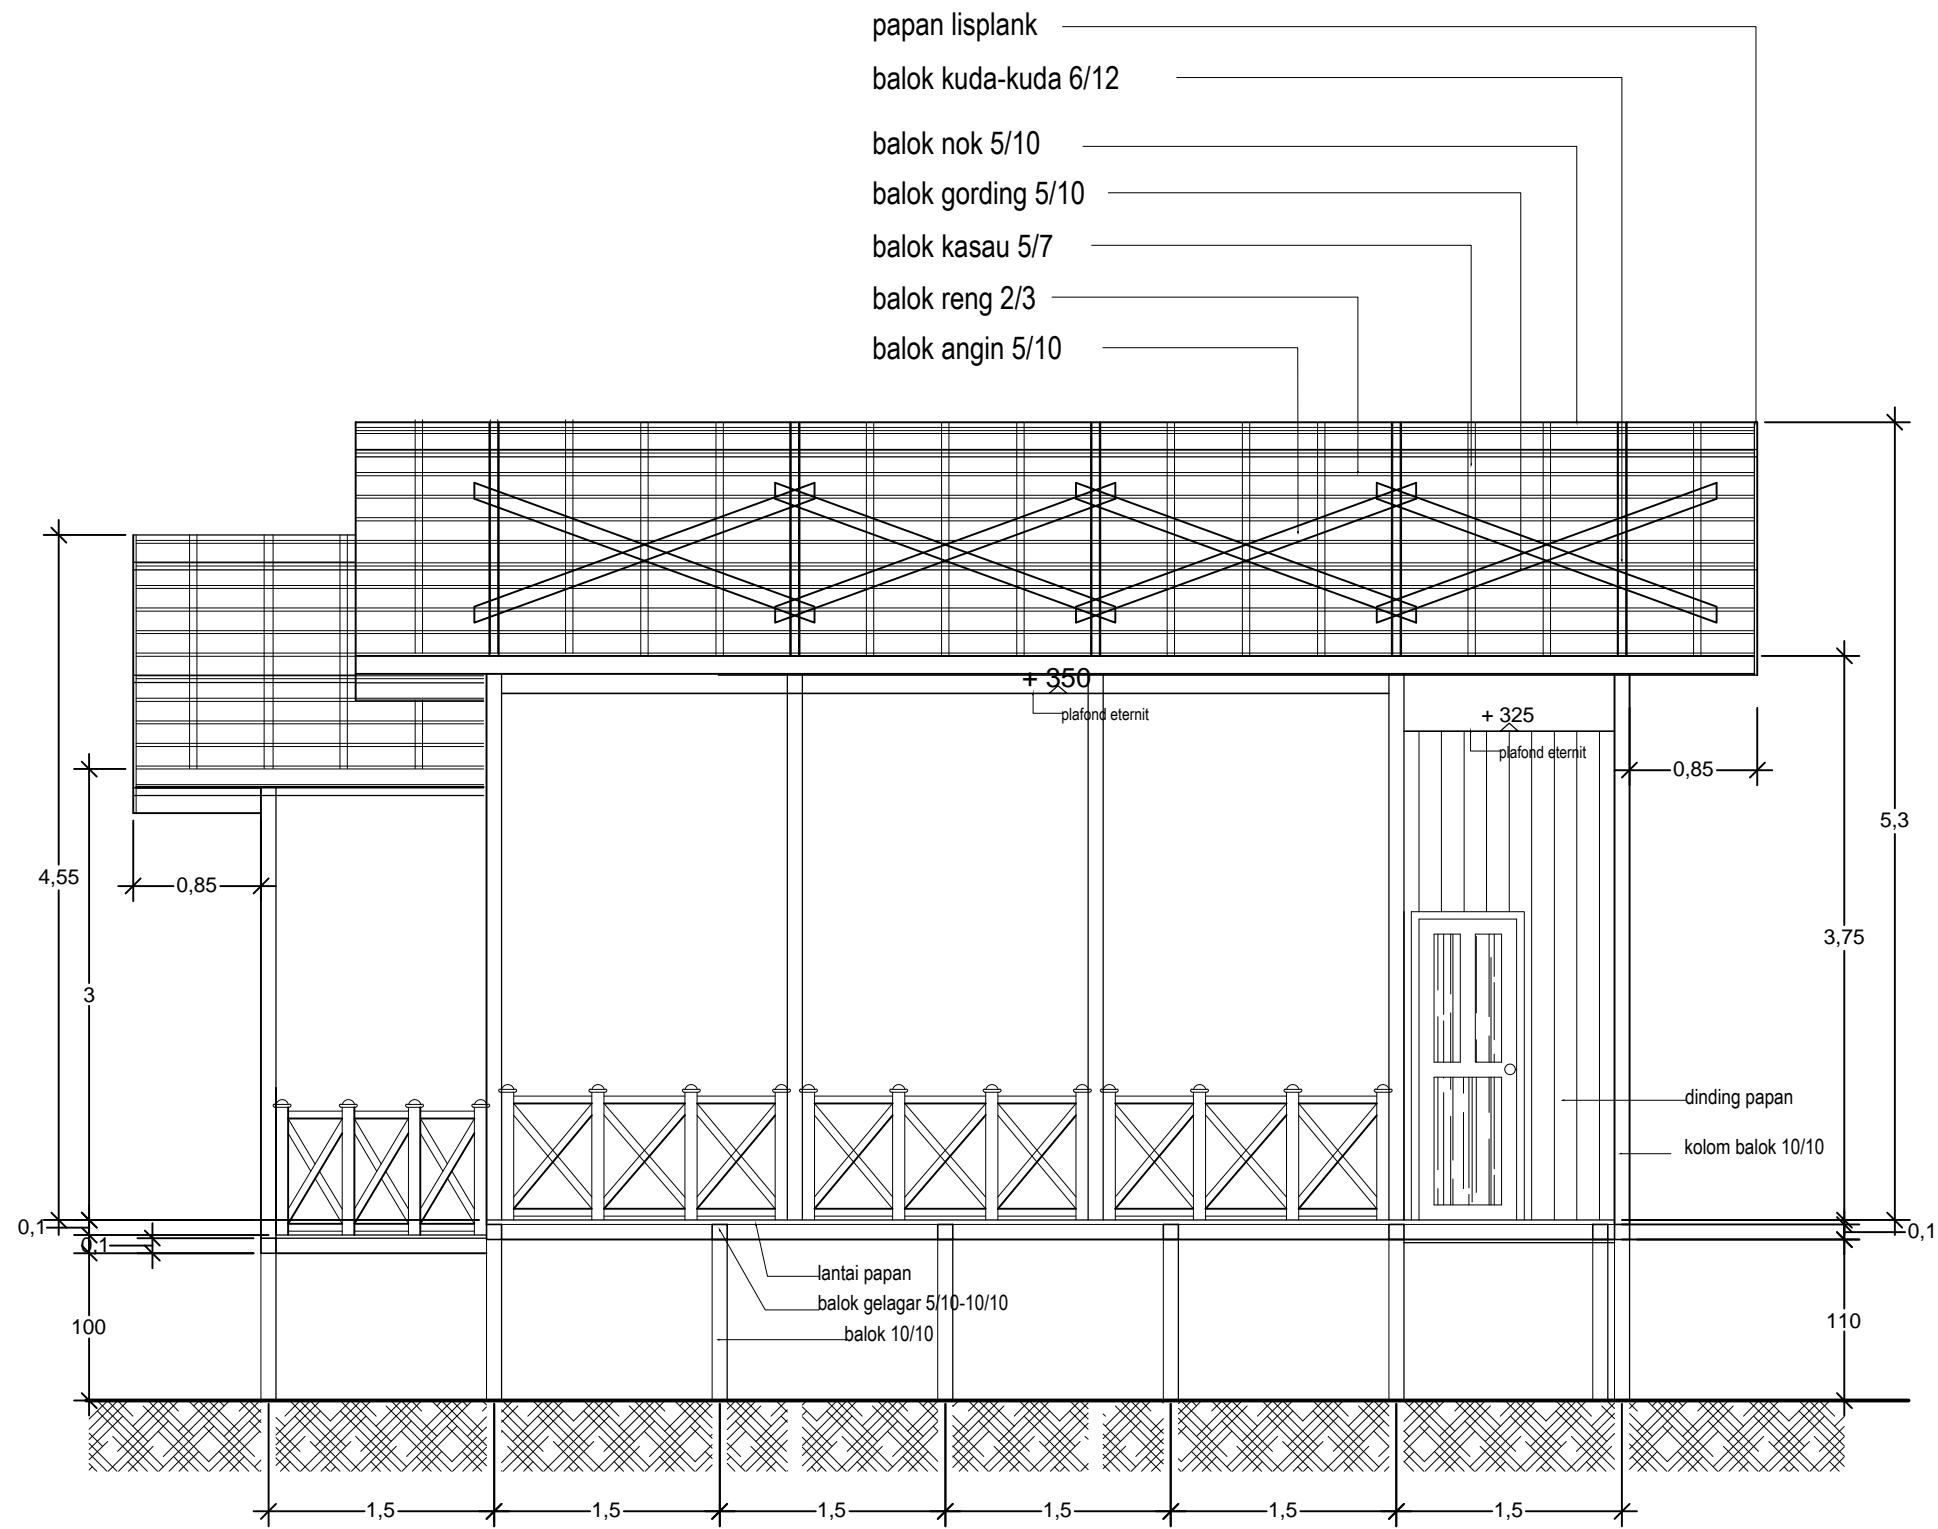 papan lisplank
balok kuda-kuda 6/12
balok nok 5/10
balok gording 5/10
balok kasau 5/7
balok reng 2/3
balok angin 5/10
+ 350
plafond eternit
+ 325
plafond eternit
0,85
5,3
4,55
0,85
3,75
3
dinding papan
kolom balok 10/10
0,1
0,1
0,1
lantai papan
balok gelagar 5/10-10/10
balok 10/10
100
110
1,5
1,5
1,5
1,5
1,5
1,5